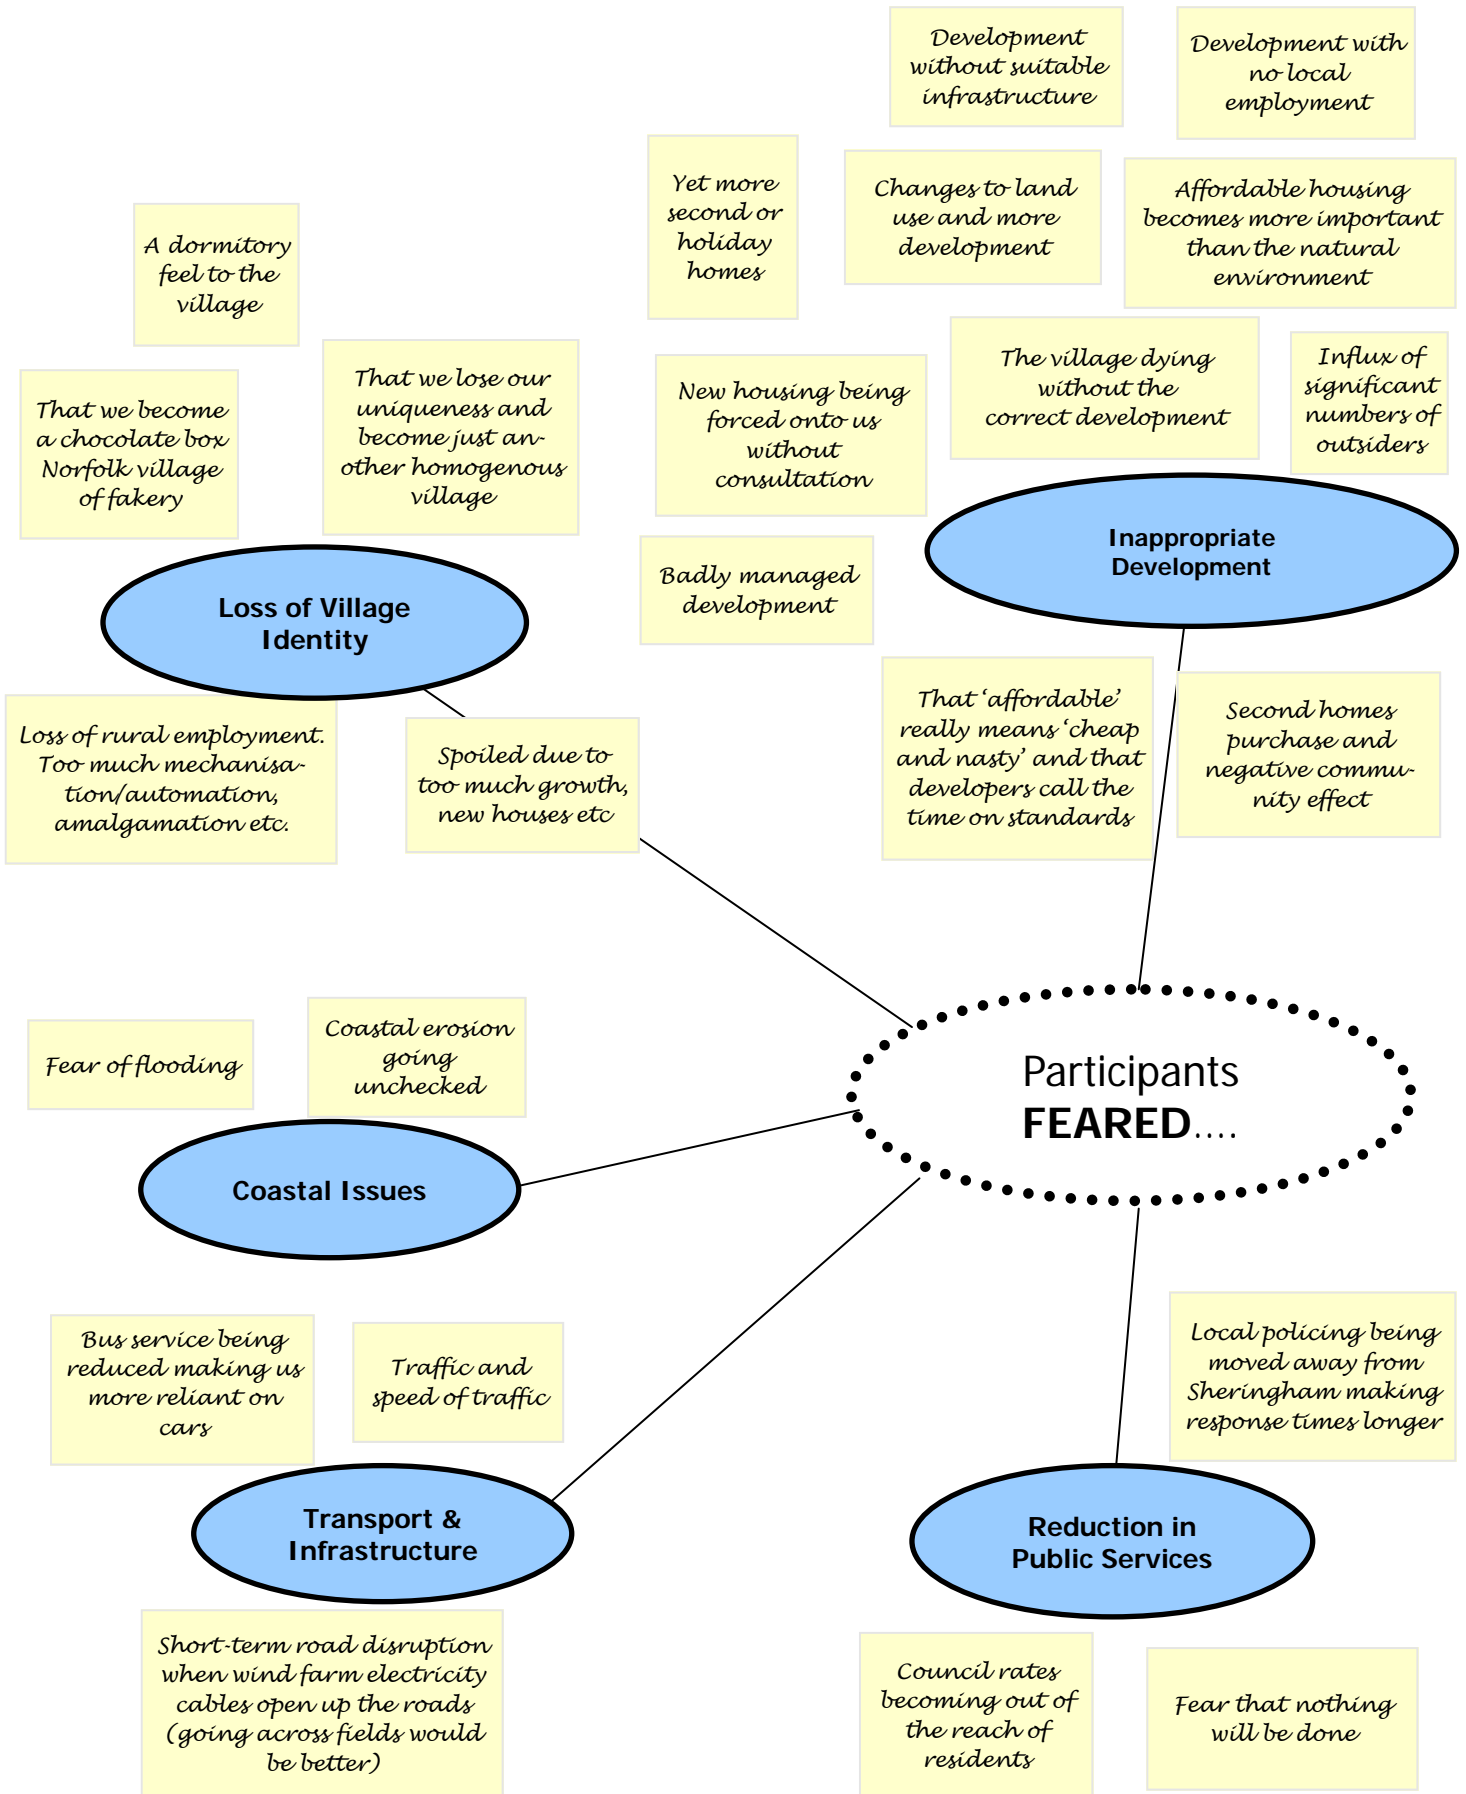 Development
without suitable
infrastructure
Development with
no local
employment
Yet more
second or
holiday
homes
Changes to land
use and more
development
Affordable housing
becomes more important
than the natural
environment
A dormitory
feel to the
village
That we become
a chocolate box
Norfolk village
of fakery
That we lose our
uniqueness and
become just an-
other homogenous
village
New housing being
forced onto us
without
consultation
The village dying
without the
correct development
Influx of
significant
numbers of
outsiders
Inappropriate
Development
Badly managed
development
Loss of Village
Identity
Loss of rural employment.
Too much mechanisa-
tion/automation,
amalgamation etc.
Spoiled due to
too much growth,
new houses etc
That ‘affordable’
really means ‘cheap
and nasty’ and that
developers call the
time on standards
Second homes
purchase and
negative commu-
nity effect
Fear of flooding
Coastal erosion
going
unchecked
Participants
FEARED....
Coastal Issues
Bus service being
reduced making us
more reliant on
cars
Traffic and
speed of traffic
Local policing being
moved away from
Sheringham making
response times longer
Transport &
Infrastructure
Reduction in
Public Services
Short-term road disruption
when wind farm electricity
cables open up the roads
(going across fields would
be better)
Council rates
becoming out of
the reach of
residents
Fear that nothing
will be done